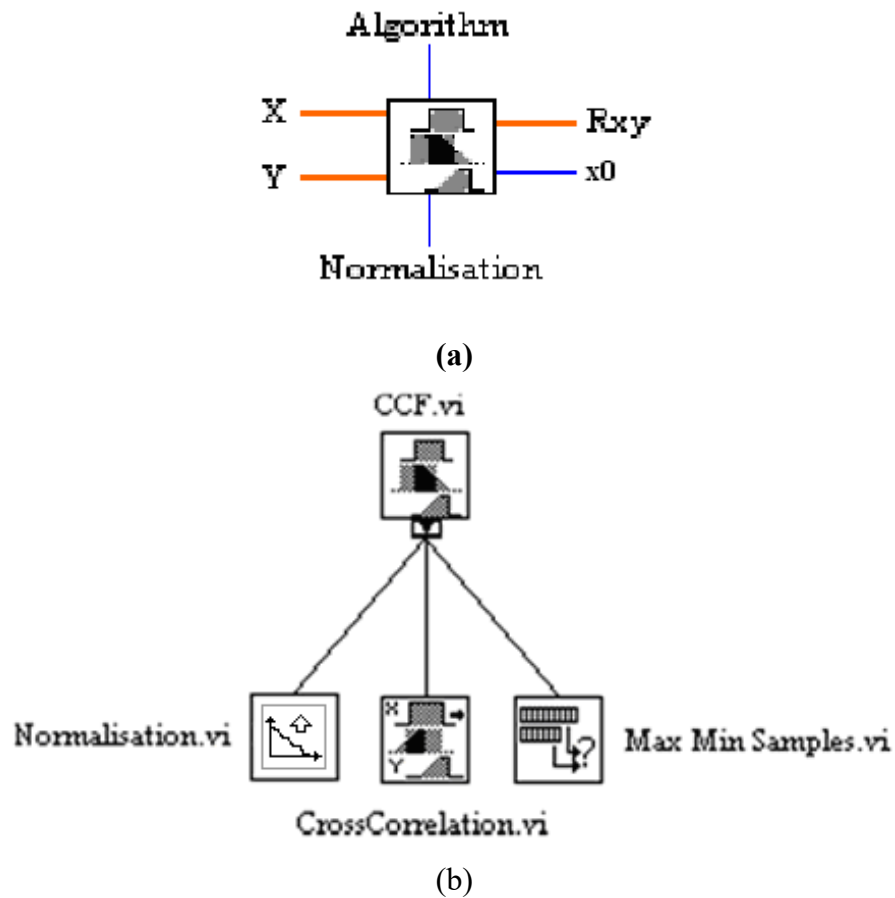 Algorithm
X
Rxy
Y
x0
Normalisation
(a)
CCF.vi
X
Y
?
Normalisation.vi
Max Min Samples.vi
CrossCorrelation.vi
(b)